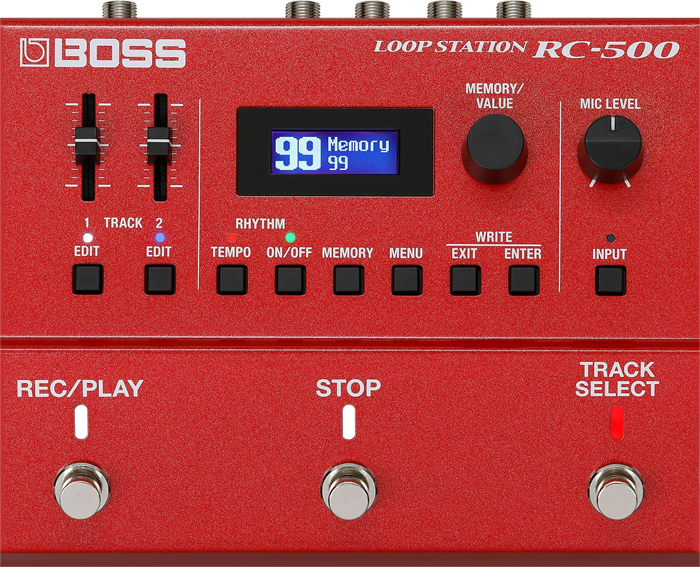 BOSS
LOOP STATION RC-500
MEMORY/
VALUE
MIC LEVEL
99 Memory
99
1 TRACK 2
RHYTHM
EDIT
EDIT
TEMPO
ON/OFF
MEMORY
MENU
WRITE
EXIT
ENTER
INPUT
REC/PLAY
STOP
TRACK
SELECT